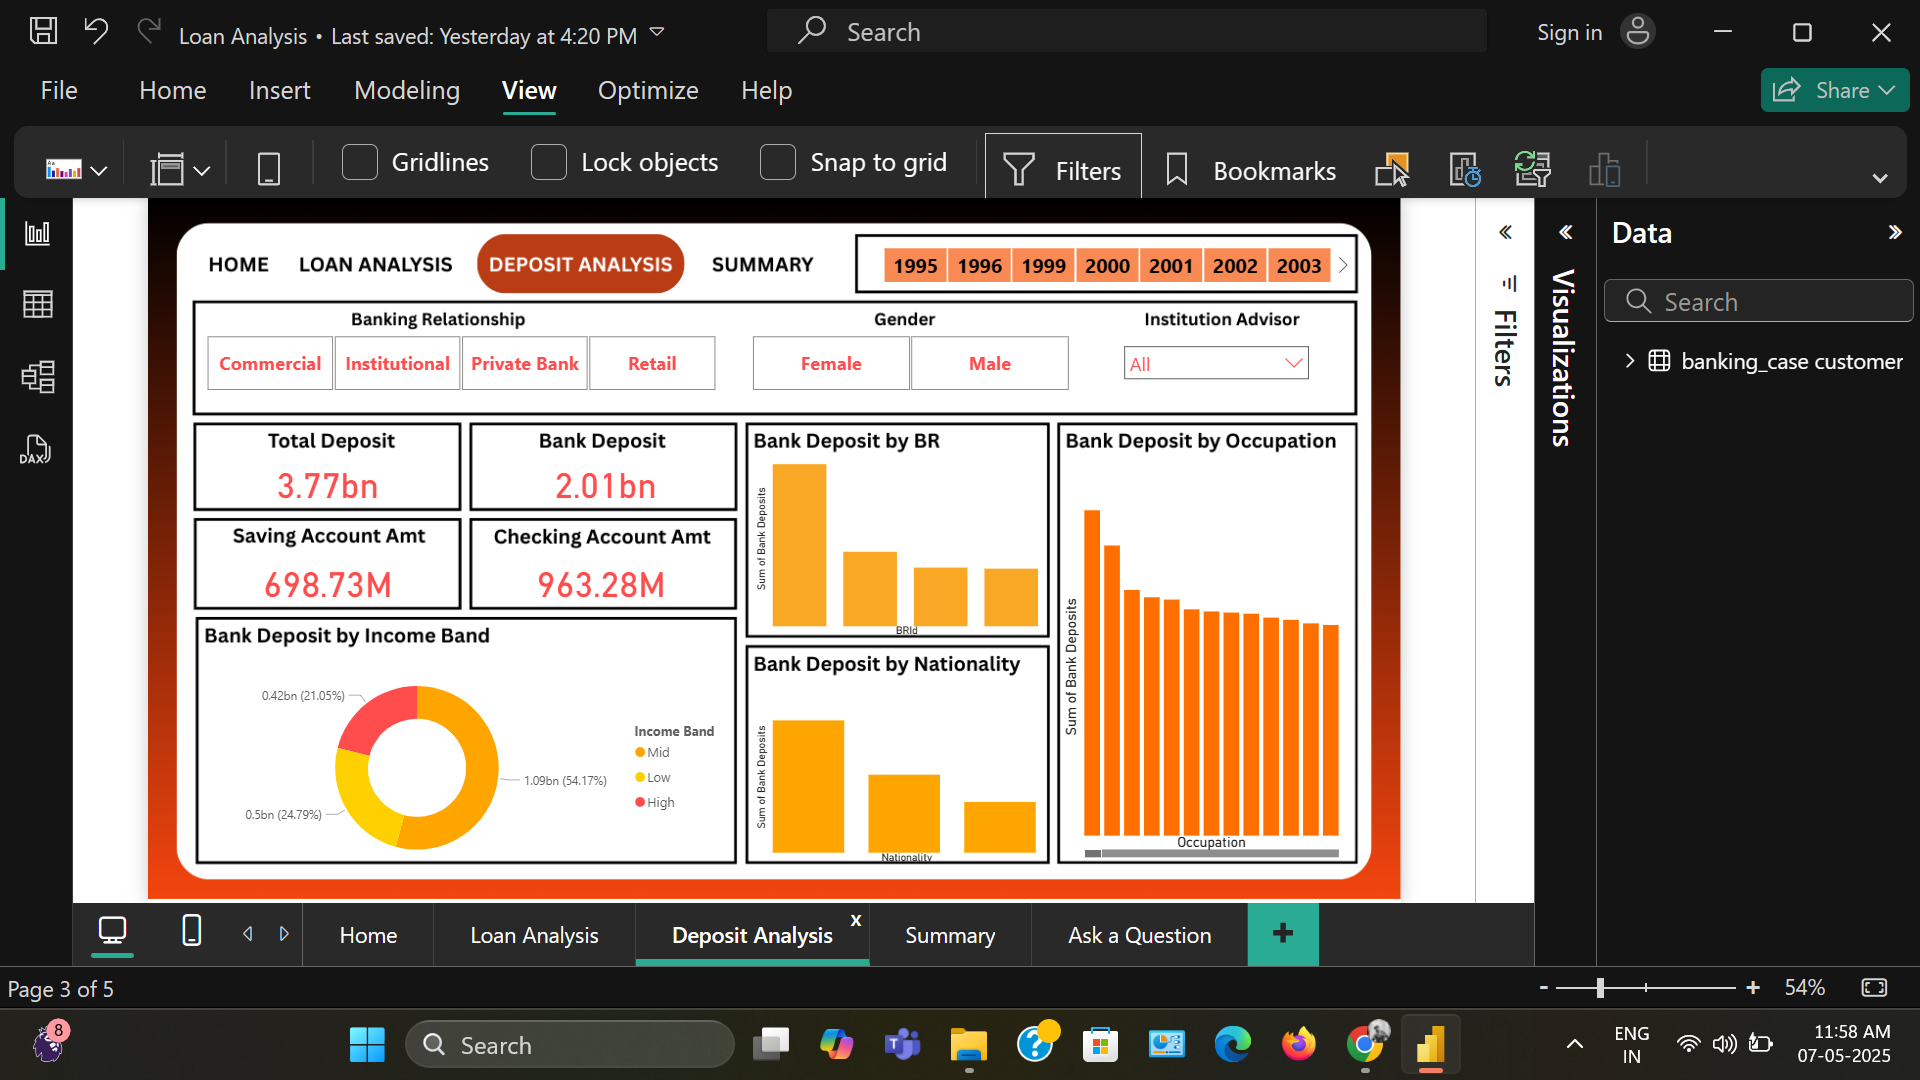 Loan Analysis • Last saved: Yesterday at 4:20 PM
Search
Sign in
File
Home
Insert
Modeling
View
Optimize
Help
Share
Gridlines
Lock objects
Snap to grid
Filters
Bookmarks
HOME
LOAN ANALYSIS
DEPOSIT ANALYSIS
SUMMARY
1995
1996
1999
2000
2001
2002
2003
Banking Relationship
Commercial
Institutional
Private Bank
Retail
Gender
Female
Male
Institution Advisor
All
Total Deposit
3.77bn
Bank Deposit
2.01bn
Saving Account Amt
698.73M
Checking Account Amt
963.28M
Bank Deposit by Income Band
0.42bn (21.05%)
0.5bn (24.79%)
1.09bn (54.17%)
Income Band
Mid
Low
High
Bank Deposit by BR
Sum of Bank Deposits
BRId
Bank Deposit by Nationality
Sum of Bank Deposits
Nationality
Bank Deposit by Occupation
Sum of Bank Deposits
Occupation
Filters
Visualizations
Data
Search
banking_case customer
DAX
Home
Loan Analysis
Deposit Analysis
x
Summary
Ask a Question
+
Page 3 of 5
- + 54%
8
Search
ENG
IN
11:58 AM
07-05-2025